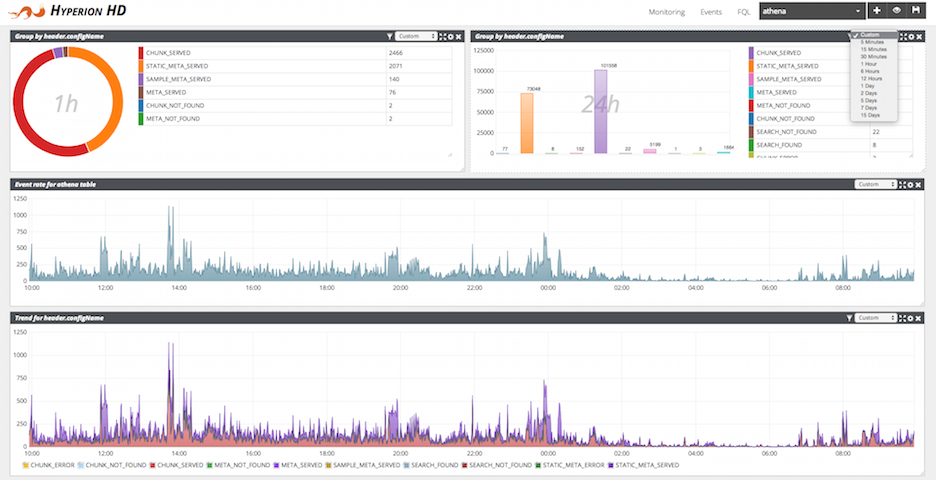 HYPERION HD
Monitoring Events FQL athena
Group by header.configName Custom
CHUNK_SERVED 2466
STATIC_META_SERVED 2071
SAMPLE_META_SERVED 140
META_SERVED 76
CHUNK_NOT_FOUND 2
META_NOT_FOUND 2
1h
Group by header.configName
125000
100000
75000
50000
25000
0
77 73048 8 152 101558 22 5199 1 3 1584
24h
CHUNK_SERVED
STATIC_META_SERVED
SAMPLE_META_SERVED
META_SERVED
META_NOT_FOUND
CHUNK_NOT_FOUND
SEARCH_NOT_FOUND 22
SEARCH_FOUND 8
CHUNK_ERROR
Custom
5 Minutes
15 Minutes
30 Minutes
1 Hour
6 Hours
12 Hours
1 Day
2 Days
5 Days
7 Days
15 Days
Event rate for athena table Custom
1250
1000
750
500
250
0
10:00 12:00 14:00 16:00 18:00 20:00 22:00 00:00 02:00 04:00 06:00 08:00
Trend for header.configName Custom
1250
1000
750
500
250
0
10:00 12:00 14:00 16:00 18:00 20:00 22:00 00:00 02:00 04:00 06:00 08:00
CHUNK_ERROR CHUNK_NOT_FOUND CHUNK_SERVED META_NOT_FOUND META_SERVED SAMPLE_META_SERVED SEARCH_FOUND SEARCH_NOT_FOUND STATIC_META_ERROR STATIC_META_SERVED